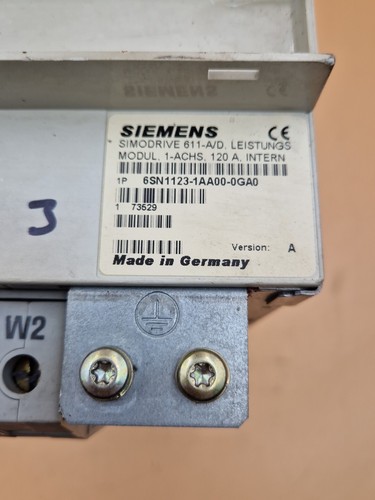 SIEMENS CE
SIMODRIVE 611-A/D, LEISTUNGS
MODUL, 1-ACHS, 120 A, INTERN
1P 6SN1123-1AA00-0GA0
1 73529
Version: A
Made in Germany
3
W2